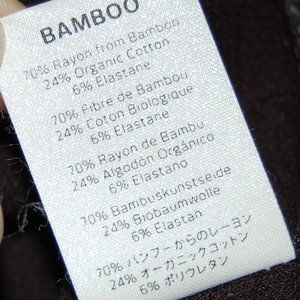 BAMBOO
70% Rayon from Bamboo
24% Organic Cotton
6% Elastane
70% Fibre de Bambou
24% Coton Biologique
6% Elastane
70% Rayon de Bambu
24% Algodón Orgánico
6% Elastano
70% Bambuskunstseide
24% Biobaumwolle
6% Elastan
70% バンブーからのレーヨン
24% オーガニックコットン
6% ポリウレタン